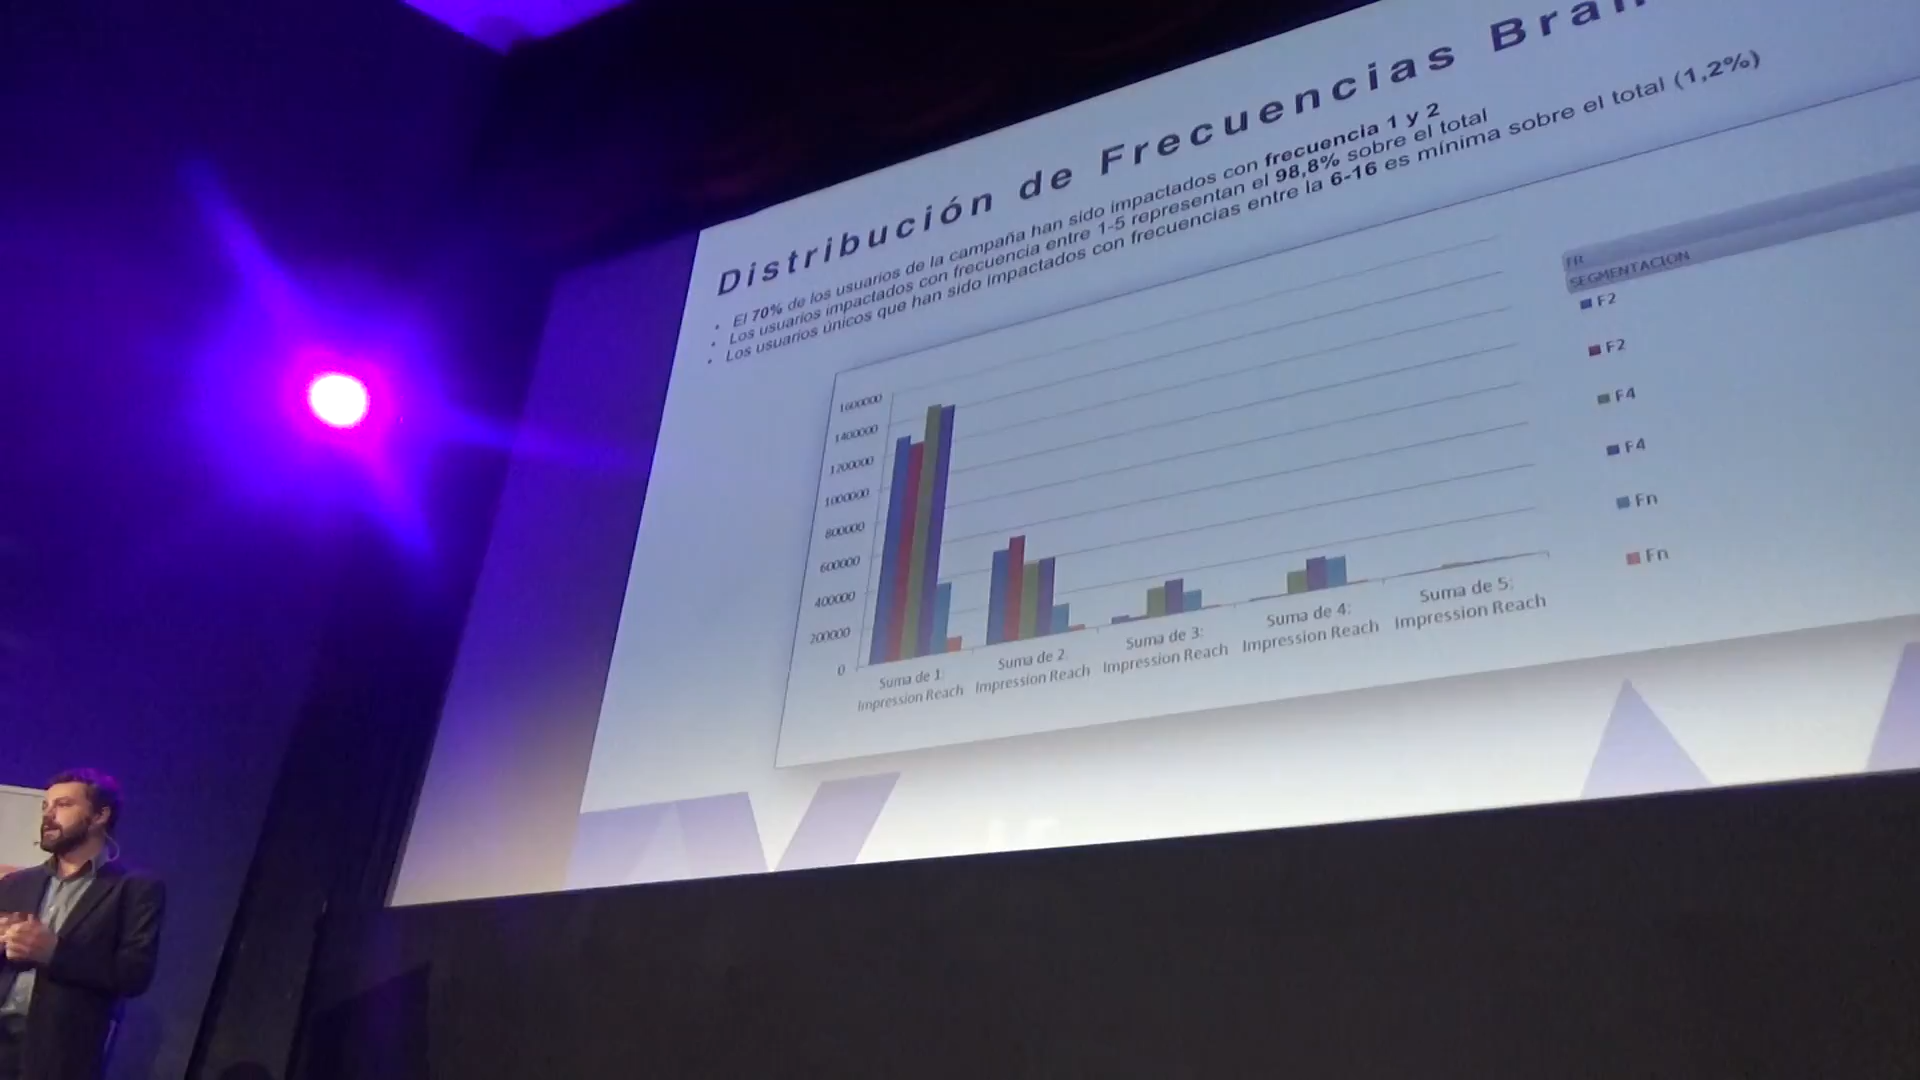 Distribución de Frecuencias
• El 70% de los usuarios de la campaña han sido impactados con frecuencia 1 y 2
• Los usuarios impactados con frecuencia entre 1-5 representan el 98,8% sobre el total
• Los usuarios únicos que han sido impactados con frecuencias entre la 6-16 es mínima sobre el total (1,2%)
TR
SEGMENTACION
F2
F2
F4
F4
Fn
Fn
1600000
1400000
1200000
1000000
800000
600000
400000
200000
0
Suma de 1:
Impression Reach
Suma de 2:
Impression Reach
Suma de 3:
Impression Reach
Suma de 4:
Impression Reach
Suma de 5:
Impression Reach